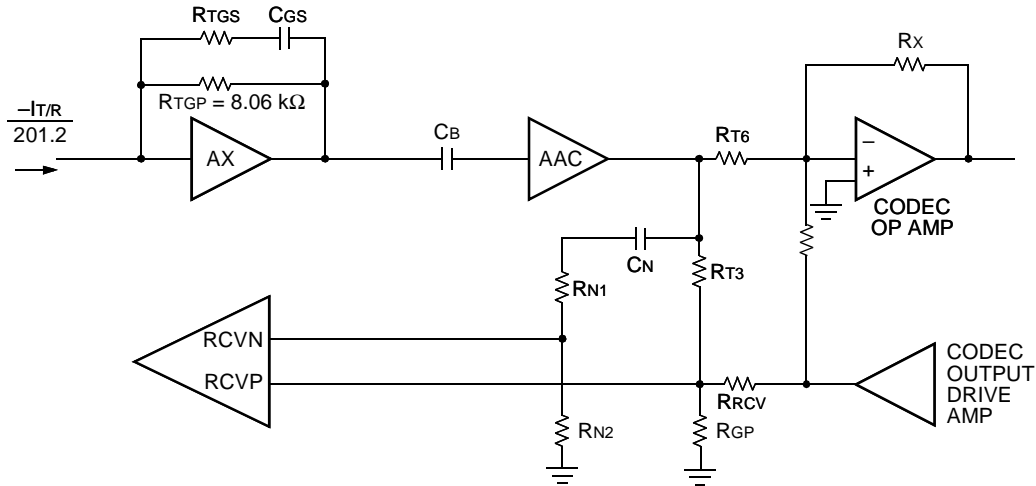 RTGS
CGS
RX
RTGP = 8.06 kΩ
–IT/R
201.2
CB
RT6
AX
AAC
–
+
CODEC
OP AMP
CN
RT3
RN1
RCVN
RCVP
CODEC
OUTPUT
DRIVE
AMP
RRCV
RN2
RGP